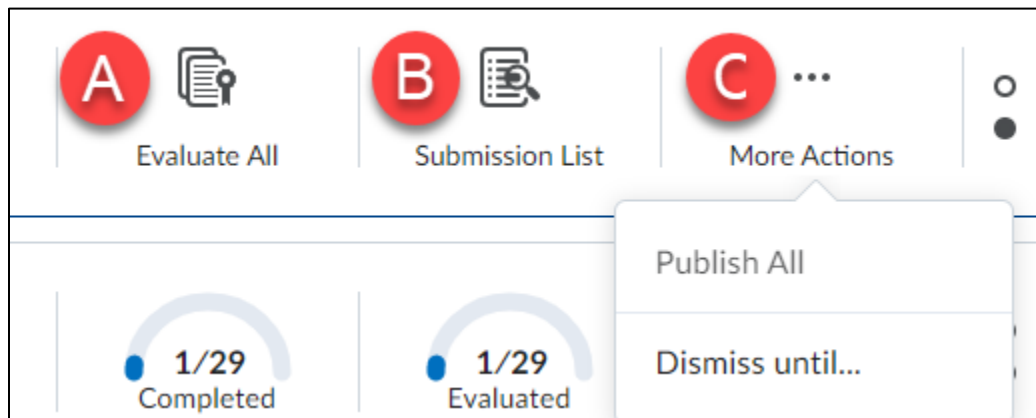 A
B
C
Evaluate All
Submission List
More Actions
Publish All
Dismiss until...
1/29
Completed
1/29
Evaluated